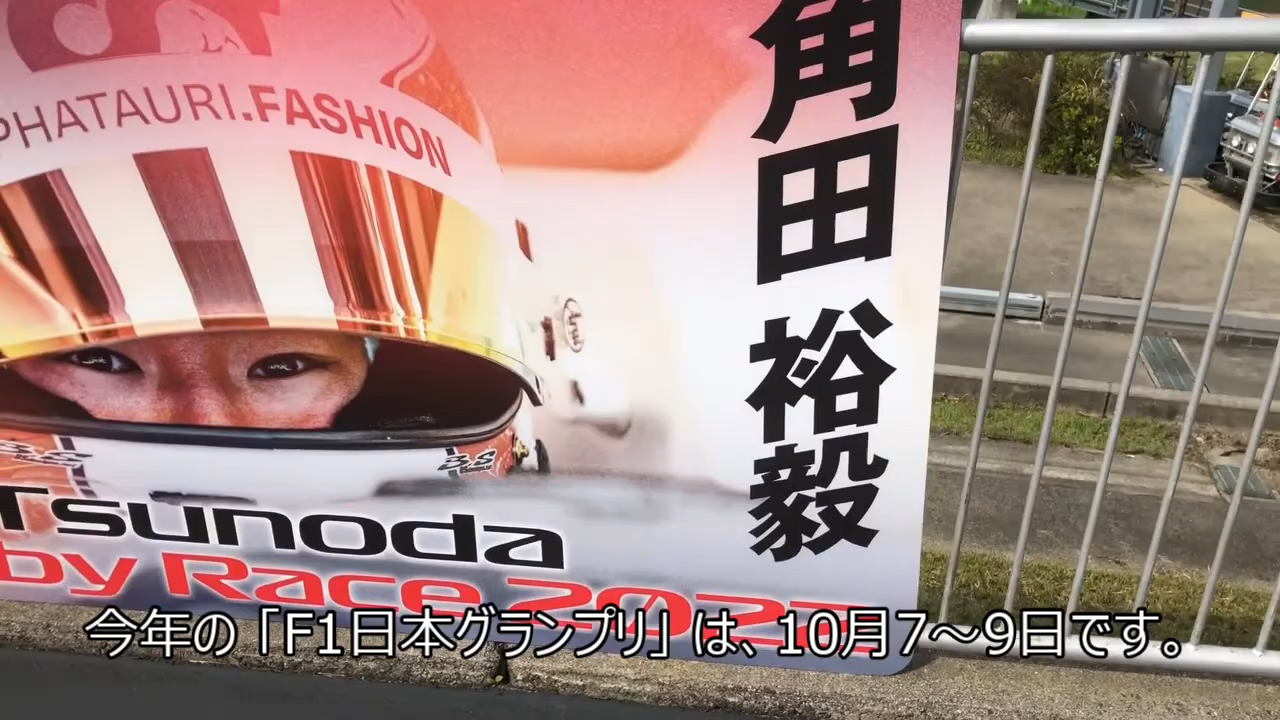 PHATAURI.FASHION
角田 裕毅
Tsunoda
by Race 2022
今年の「F1日本グランプリ」は、10月7～9日です。